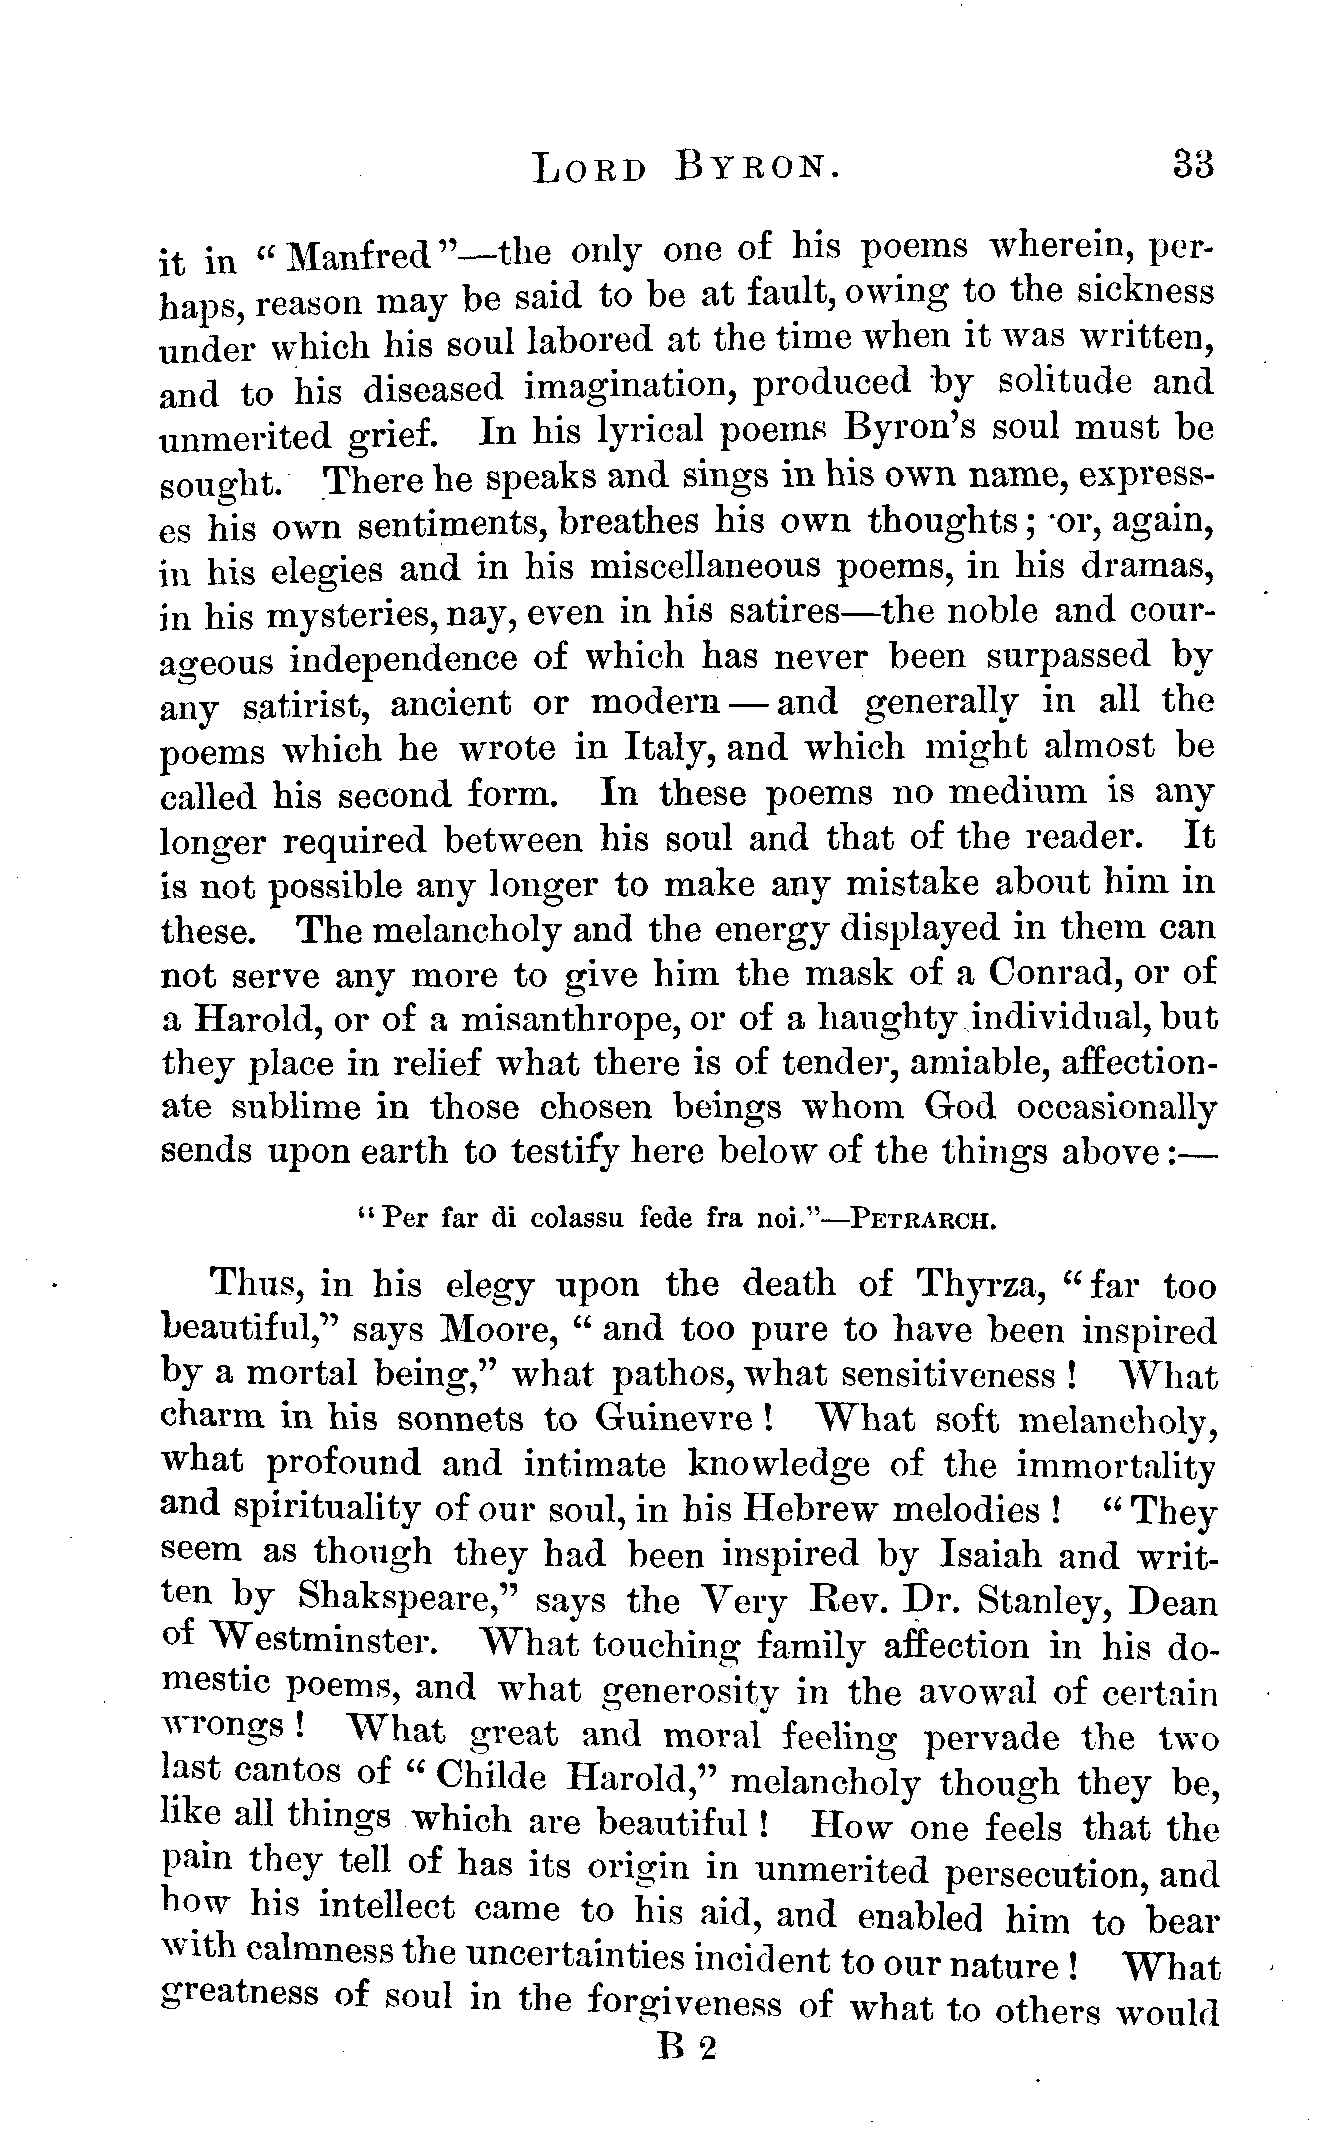 LORD BYRON. 33
it in “ Manfred ”—the only one of his poems wherein, per-
haps, reason may be said to be at fault, owing to the sickness
under which his soul labored at the time when it was written,
and to his diseased imagination, produced by solitude and
unmerited grief. In his lyrical poems Byron’s soul must be
sought. There he speaks and sings in his own name, express-
es his own sentiments, breathes his own thoughts ; or, again,
in his elegies and in his miscellaneous poems, in his dramas,
in his mysteries, nay, even in his satires—the noble and cour-
ageous independence of which has never been surpassed by
any satirist, ancient or modern — and generally in all the
poems which he wrote in Italy, and which might almost be
called his second form. In these poems no medium is any
longer required between his soul and that of the reader. It
is not possible any longer to make any mistake about him in
these. The melancholy and the energy displayed in them can
not serve any more to give him the mask of a Conrad, or of
a Harold, or of a misanthrope, or of a haughty individual, but
they place in relief what there is of tender, amiable, affection-
ate sublime in those chosen beings whom God occasionally
sends upon earth to testify here below of the things above :—
“ Per far di colassu fede fra noi.”—PETRARCH.
Thus, in his elegy upon the death of Thyrza, “ far too
beautiful,” says Moore, “ and too pure to have been inspired
by a mortal being,” what pathos, what sensitiveness ! What
charm in his sonnets to Guinevre ! What soft melancholy,
what profound and intimate knowledge of the immortality
and spirituality of our soul, in his Hebrew melodies ! “ They
seem as though they had been inspired by Isaiah and writ-
ten by Shakspeare,” says the Very Rev. Dr. Stanley, Dean
of Westminster. What touching family affection in his do-
mestic poems, and what generosity in the avowal of certain
wrongs ! What great and moral feeling pervade the two
last cantos of “ Childe Harold,” melancholy though they be,
like all things which are beautiful ! How one feels that the
pain they tell of has its origin in unmerited persecution, and
how his intellect came to his aid, and enabled him to bear
with calmness the uncertainties incident to our nature ! What
greatness of soul in the forgiveness of what to others would
B 2